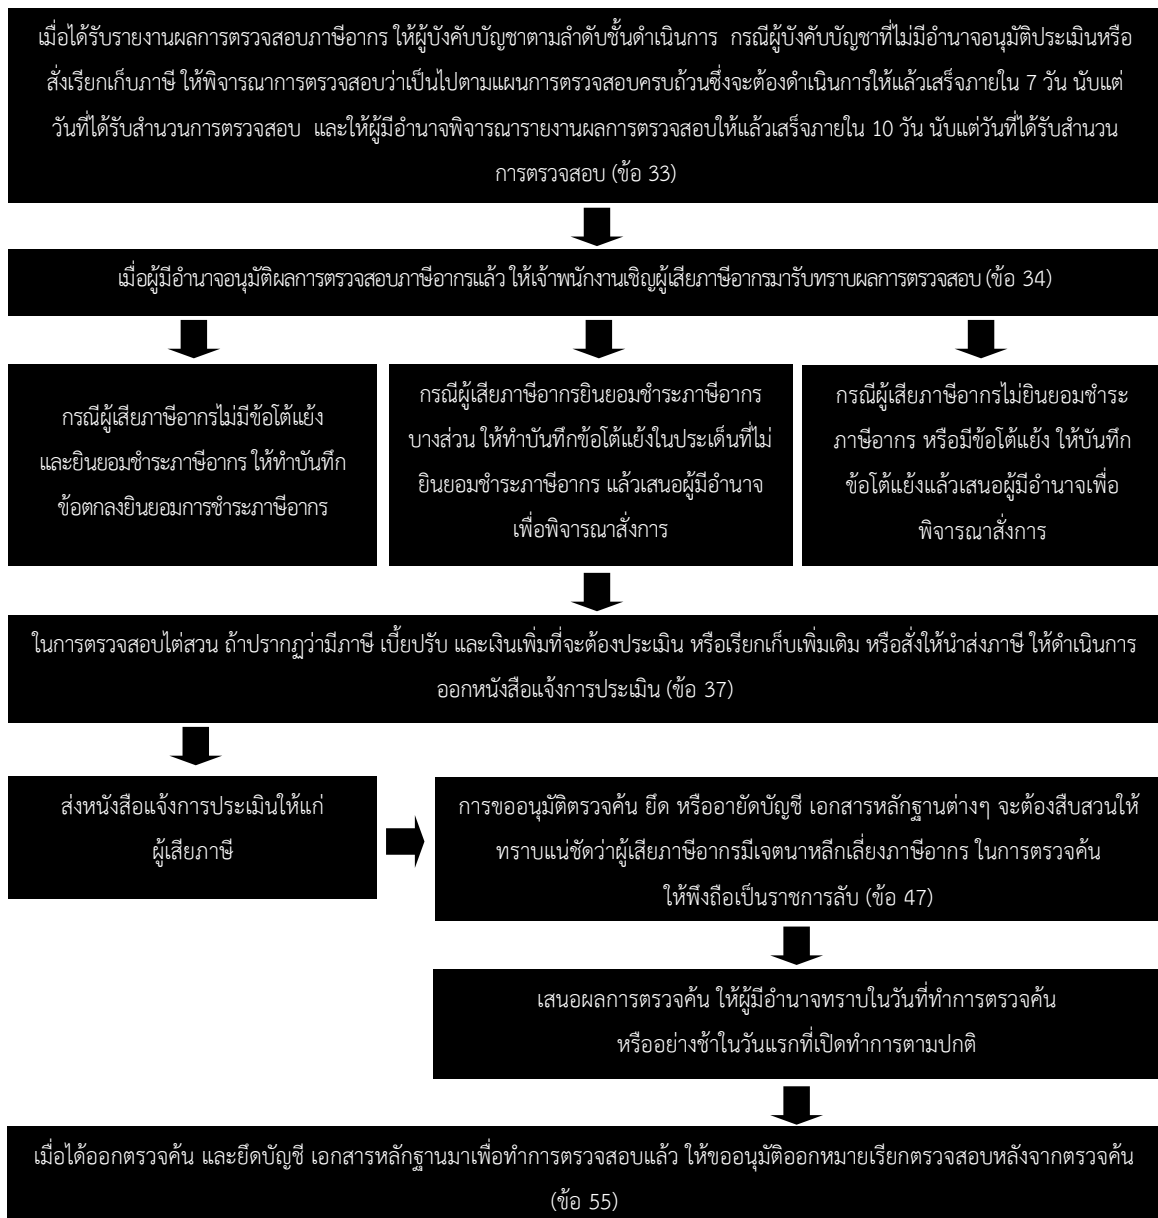 เมื่อได้รับรายงานผลการตรวจสอบภาษีอากร ให้ผู้บังคับบัญชาตามลำดับชั้นดำเนินการ กรณีผู้บังคับบัญชาที่ไม่มีอำนาจอนุมัติประเมินหรือ
สั่งเรียกเก็บภาษี ให้พิจารณาการตรวจสอบว่าเป็นไปตามแผนการตรวจสอบครบถ้วนซึ่งจะต้องดำเนินการให้แล้วเสร็จภายใน 7 วัน นับแต่
วันที่ได้รับสำนวนการตรวจสอบ และให้ผู้มีอำนาจพิจารณารายงานผลการตรวจสอบให้แล้วเสร็จภายใน 10 วัน นับแต่วันที่ได้รับสำนวน
การตรวจสอบ (ข้อ 33)
เมื่อผู้มีอำนาจอนุมัติผลการตรวจสอบภาษีอากรแล้ว ให้เจ้าพนักงานเชิญผู้เสียภาษีอากรมารับทราบผลการตรวจสอบ (ข้อ 34)
กรณีผู้เสียภาษีอากรไม่มีข้อโต้แย้ง
และยินยอมชำระภาษีอากร ให้ทำบันทึก
ข้อตกลงยินยอมการชำระภาษีอากร
กรณีผู้เสียภาษีอากรยินยอมชำระภาษีอากร
บางส่วน ให้ทำบันทึกข้อโต้แย้งในประเด็นที่ไม่
ยินยอมชำระภาษีอากร แล้วเสนอผู้มีอำนาจ
เพื่อพิจารณาสั่งการ
กรณีผู้เสียภาษีอากรไม่ยินยอมชำระ
ภาษีอากร หรือมีข้อโต้แย้ง ให้บันทึก
ข้อโต้แย้งแล้วเสนอผู้มีอำนาจเพื่อ
พิจารณาสั่งการ
ในการตรวจสอบไต่สวน ถ้าปรากฏว่ามีภาษี เบี้ยปรับ และเงินเพิ่มที่จะต้องประเมิน หรือเรียกเก็บเพิ่มเติม หรือสั่งให้นำส่งภาษี ให้ดำเนินการ
ออกหนังสือแจ้งการประเมิน (ข้อ 37)
ส่งหนังสือแจ้งการประเมินให้แก่
ผู้เสียภาษี
การขออนุมัติตรวจค้น ยึด หรืออายัดบัญชี เอกสารหลักฐานต่างๆ จะต้องสืบสวนให้
ทราบแน่ชัดว่าผู้เสียภาษีอากรมีเจตนาหลีกเลี่ยงภาษีอากร ในการตรวจค้น
ให้พึงถือเป็นราชการลับ (ข้อ 47)
เสนอผลการตรวจค้น ให้ผู้มีอำนาจทราบในวันที่ทำการตรวจค้น
หรืออย่างช้าในวันแรกที่เปิดทำการตามปกติ
เมื่อได้ออกตรวจค้น และยึดบัญชี เอกสารหลักฐานมาเพื่อทำการตรวจสอบแล้ว ให้ขออนุมัติออกหมายเรียกตรวจสอบหลังจากตรวจค้น
(ข้อ 55)